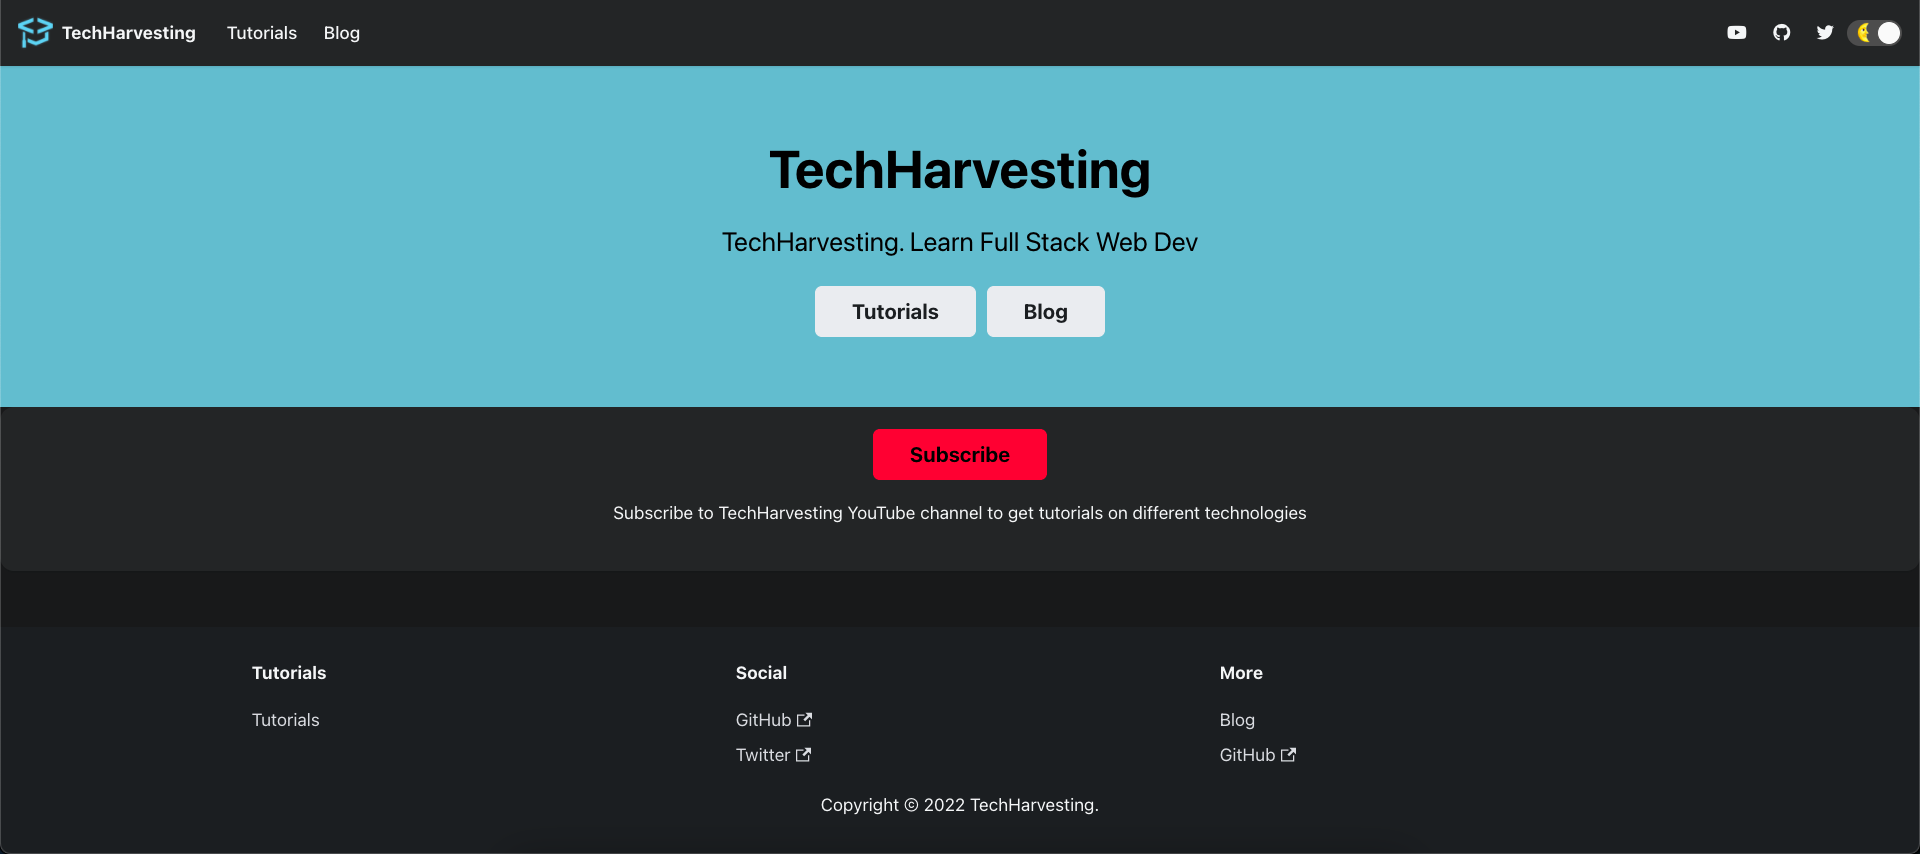 TechHarvesting Tutorials Blog
TechHarvesting
TechHarvesting. Learn Full Stack Web Dev
Tutorials Blog
Subscribe
Subscribe to TechHarvesting YouTube channel to get tutorials on different technologies
Tutorials Social More
Tutorials GitHub Blog
Twitter GitHub
Copyright © 2022 TechHarvesting.